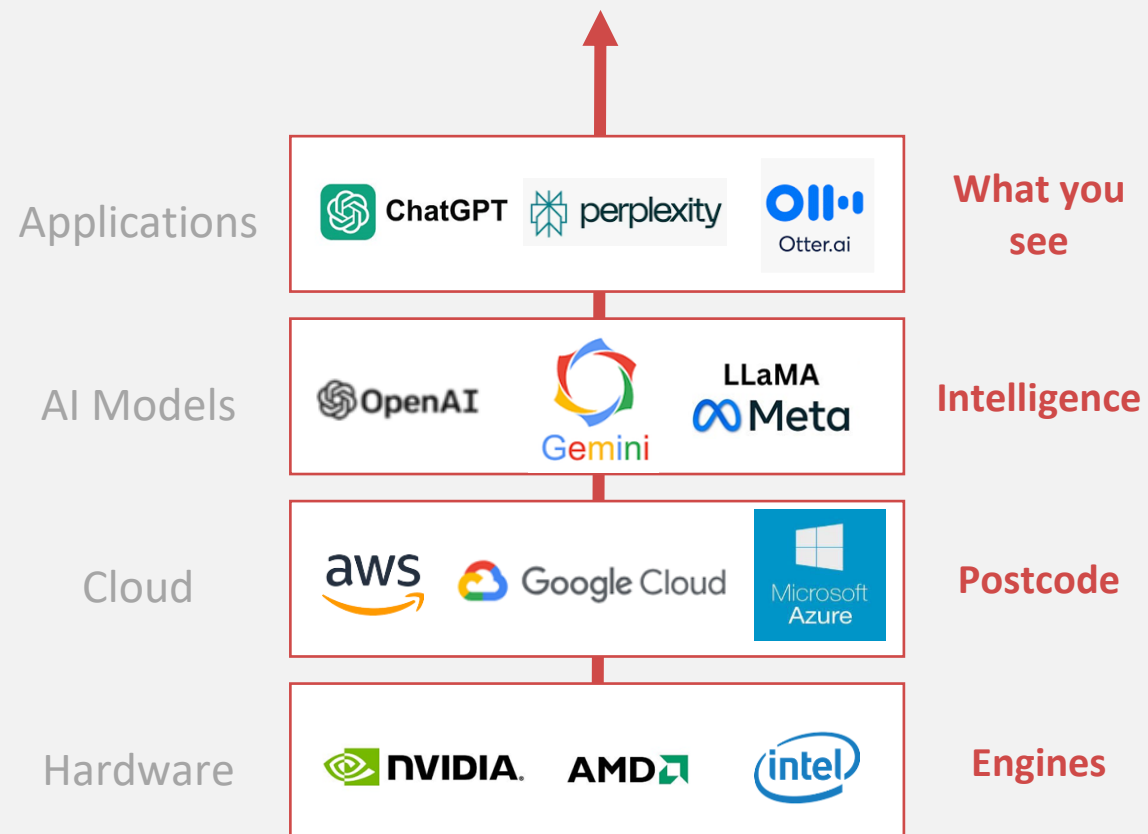 Applications
ChatGPT
perplexity
Otter.ai
What you
see
AI Models
OpenAI
Gemini
LLaMA
Meta
Intelligence
Cloud
aws
Google Cloud
Microsoft
Azure
Postcode
Hardware
NVIDIA.
AMD
intel
Engines